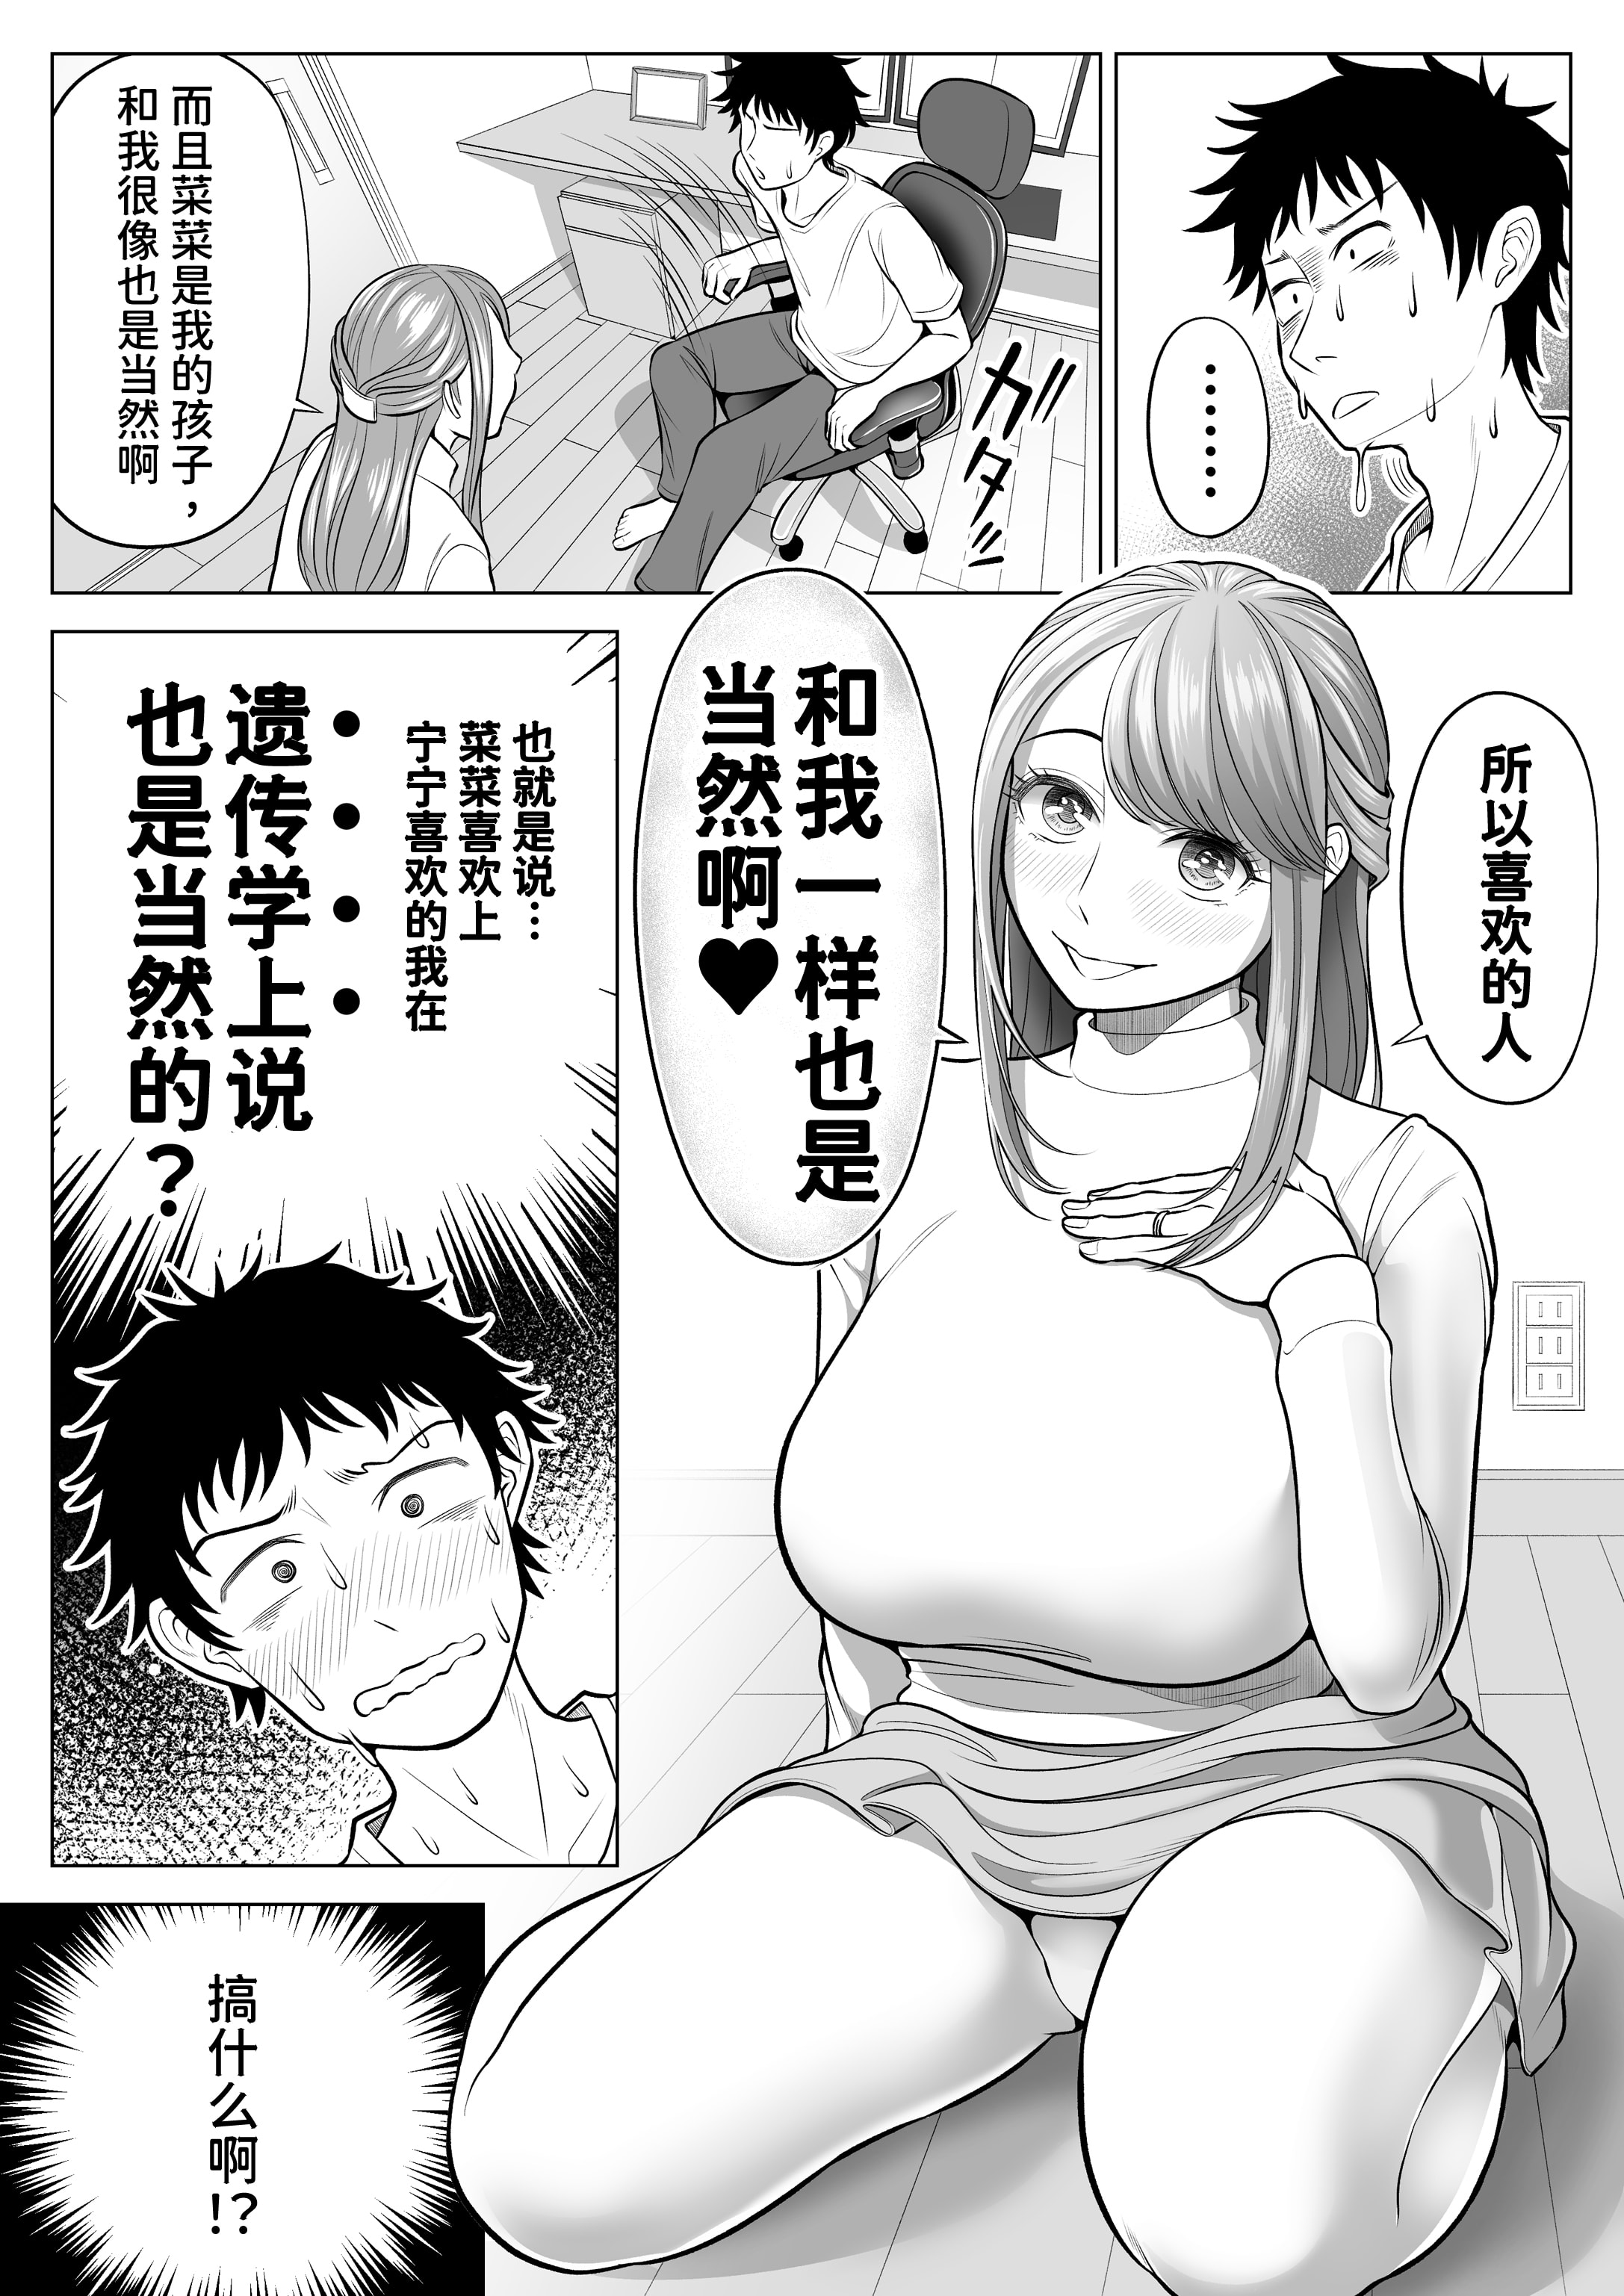 ………
ガタッ
而且菜菜是我的孩子，
和我很像也是当然啊
所以喜欢的人
和我一样也是
当然啊♥
也就是说…
菜菜喜欢上
宁宁喜欢的我在
遗传学上说
也是当然的？
搞什么啊!?